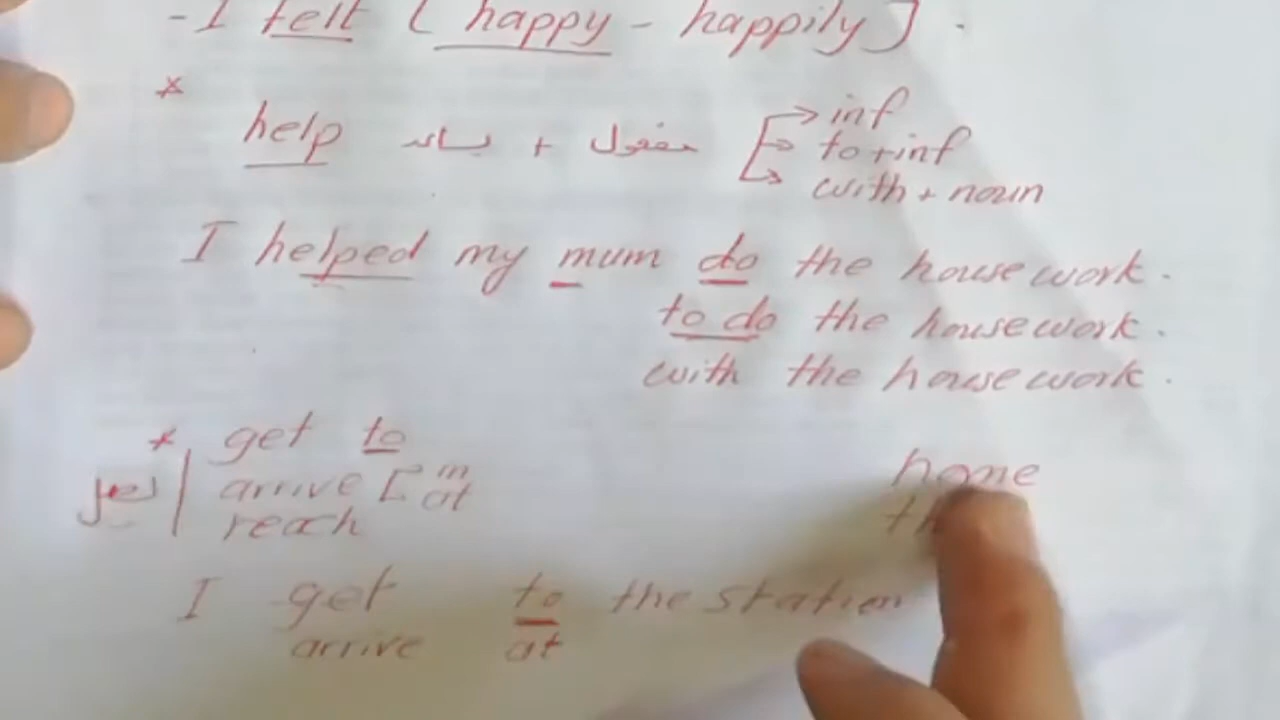 - I felt ( happy - happily ] .
* help يساعد + مفعول → inf
→ to + inf
→ with + noun
I helped my mum do the housework .
to do the housework .
with the housework .
* get to home
يصل | arrive [ in at
reach
I get to the station
arrive at